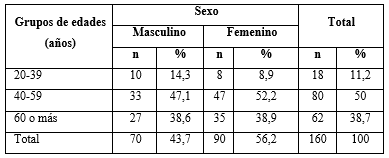 Grupos de edades (años) Sexo Total
Masculino Femenino
n % n % n %
20-39 10 14,3 8 8,9 18 11,2
40-59 33 47,1 47 52,2 80 50
60 o más 27 38,6 35 38,9 62 38,7
Total 70 43,7 90 56,2 160 100